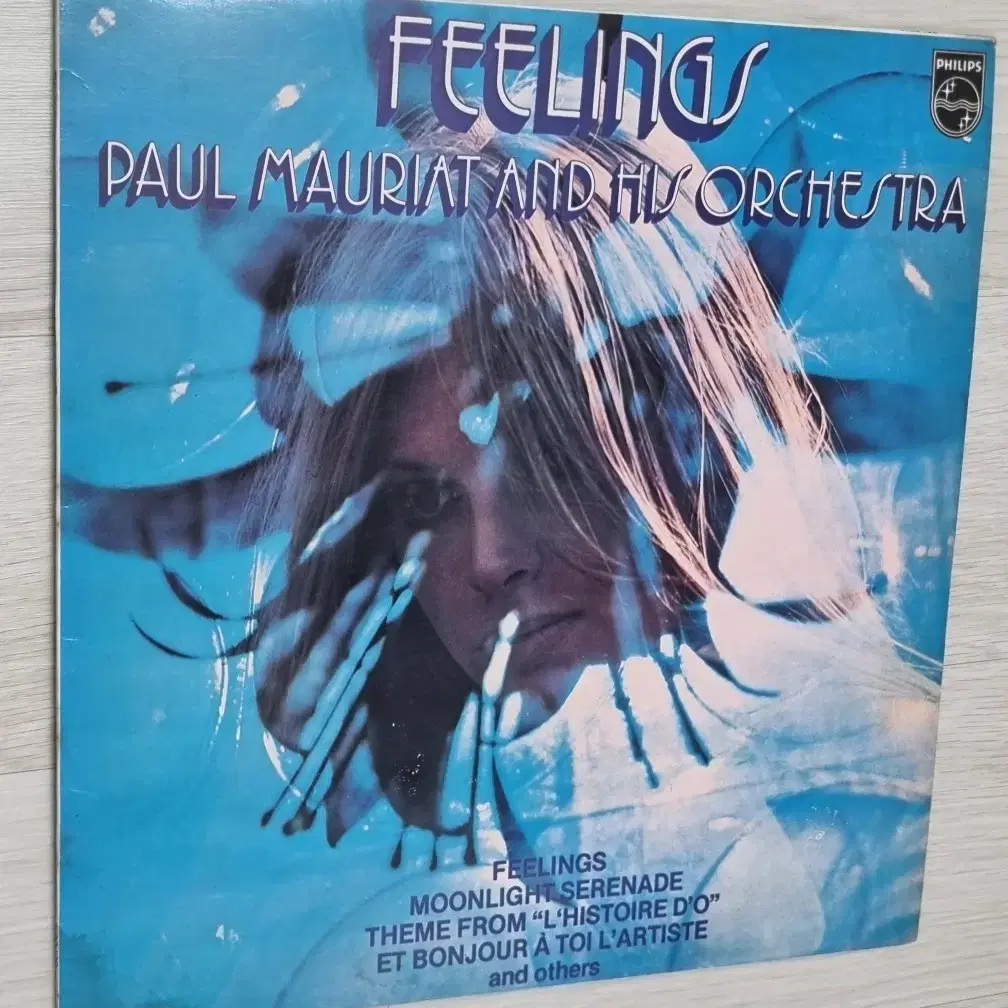 FEELINGS
PHILIPS
PAUL MAURIAT AND HIS ORCHESTRA
FEELINGS
MOONLIGHT SERENADE
THEME FROM "L'HISTOIRE D'O"
ET BONJOUR À TOI L'ARTISTE
and others